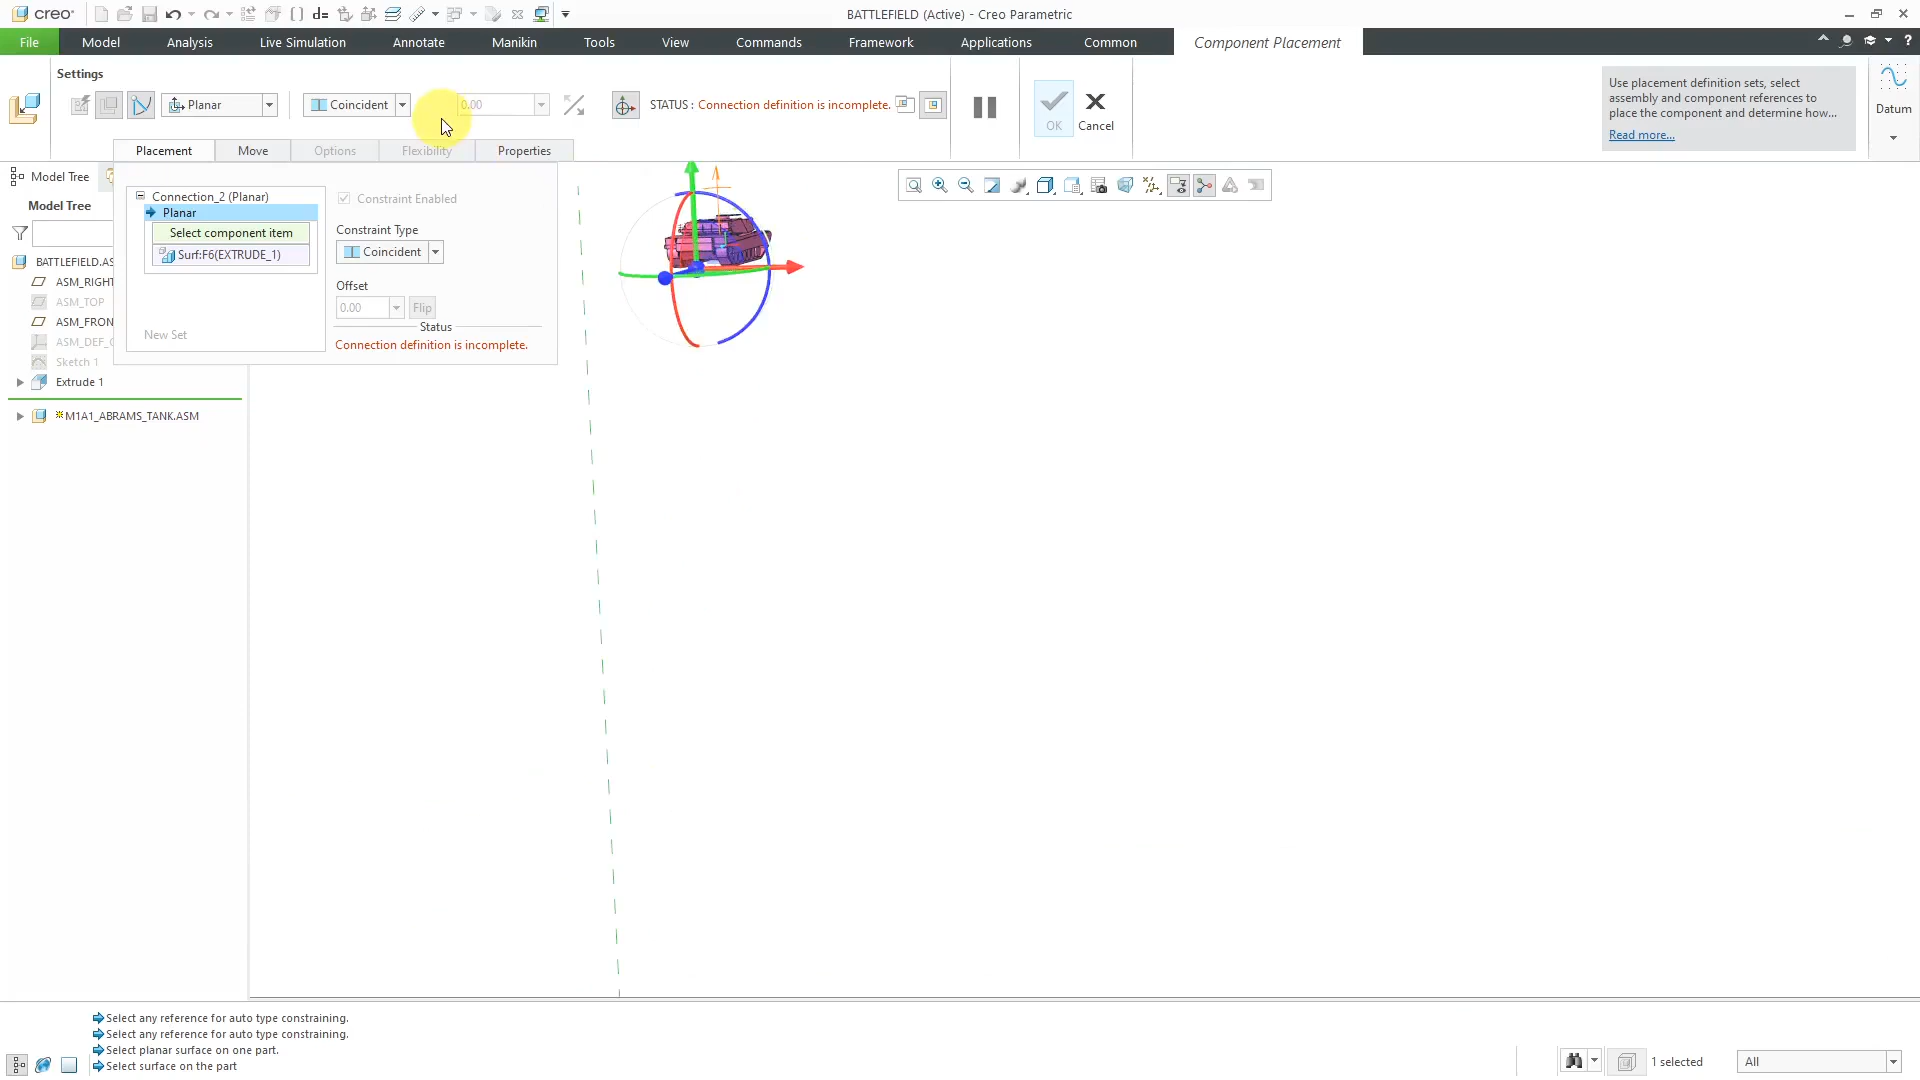 creo
BATTLEFIELD (Active) - Creo Parametric
File Model Analysis Live Simulation Annotate Manikin Tools View Commands Framework Applications Common Component Placement
Settings
Planar Coincident 0.00 STATUS : Connection definition is incomplete. OK Cancel
Use placement definition sets, select
assembly and component references to
place the component and determine how...
Read more...
Datum
Placement Move Options Flexibility Properties
Model Tree
Model Tree
Connection_2 (Planar)
Planar
Select component item
Surf:F6(EXTRUDE_1)
New Set
Constraint Enabled
Constraint Type
Coincident
Offset
0.00 Flip
Status
Connection definition is incomplete.
BATTLEFIELD.AS
ASM_RIGHT
ASM_TOP
ASM_FRON
ASM_DEF_
Sketch 1
Extrude 1
M1A1_ABRAMS_TANK.ASM
Select any reference for auto type constraining.
Select any reference for auto type constraining.
Select planar surface on one part.
Select surface on the part
1 selected
All